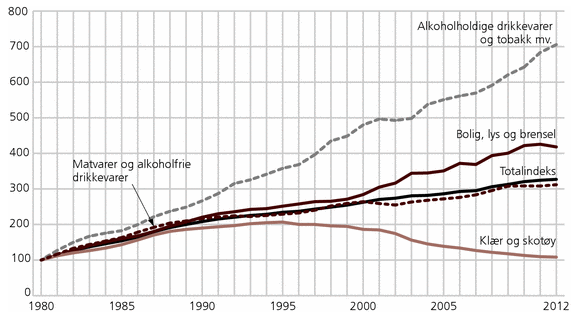 800
Alkoholholdige drikkevarer
og tobakk mv.
700
600
500
Bolig, lys og brensel
400
Matvarer og alkoholfrie
drikkevarer
Totalindeks
300
200
Klær og skotøy
100
0
1980 1985 1990 1995 2000 2005 2012